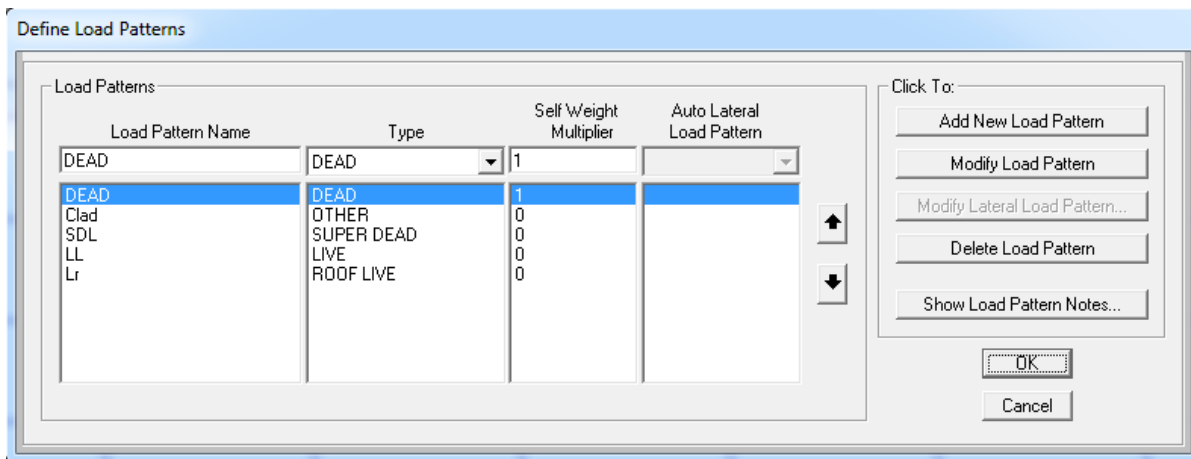 Define Load Patterns
Load Patterns
Click To:
Load Pattern Name Type Self Weight Multiplier Auto Lateral Load Pattern
DEAD DEAD 1
DEAD DEAD 1
Clad OTHER 0
SDL SUPER DEAD 0
LL LIVE 0
Lr ROOF LIVE 0
Add New Load Pattern
Modify Load Pattern
Modify Lateral Load Pattern...
Delete Load Pattern
Show Load Pattern Notes...
OK
Cancel